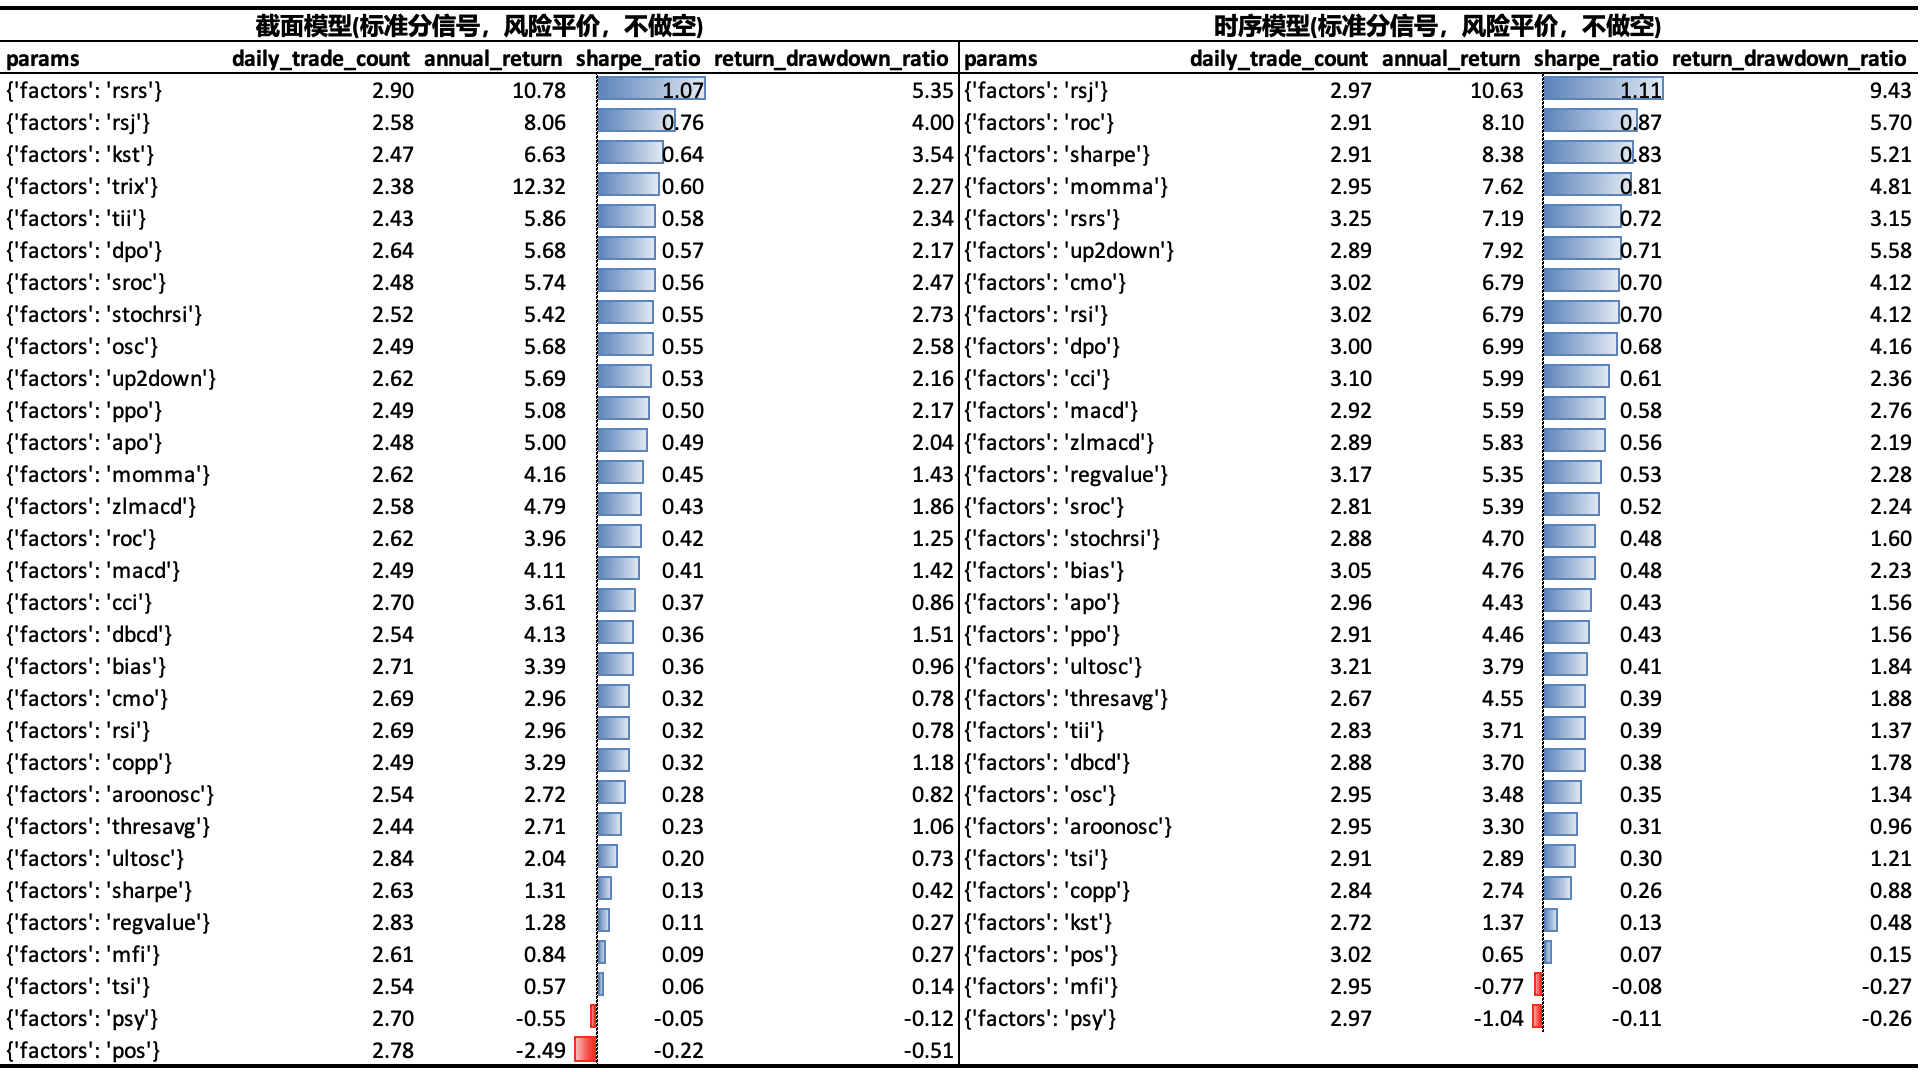 截面模型(标准分信号，风险平价，不做空) 时序模型(标准分信号，风险平价，不做空)
params daily_trade_count annual_return sharpe_ratio return_drawdown_ratio params daily_trade_count annual_return sharpe_ratio return_drawdown_ratio
{'factors': 'rsrs'} 2.90 10.78 1.07 5.35 {'factors': 'rsj'} 2.97 10.63 1.11 9.43
{'factors': 'rsj'} 2.58 8.06 0.76 4.00 {'factors': 'roc'} 2.91 8.10 0.87 5.70
{'factors': 'kst'} 2.47 6.63 0.64 3.54 {'factors': 'sharpe'} 2.91 8.38 0.83 5.21
{'factors': 'trix'} 2.38 12.32 0.60 2.27 {'factors': 'momma'} 2.95 7.62 0.81 4.81
{'factors': 'tii'} 2.43 5.86 0.58 2.34 {'factors': 'rsrs'} 3.25 7.19 0.72 3.15
{'factors': 'dpo'} 2.64 5.68 0.57 2.17 {'factors': 'up2down'} 2.89 7.92 0.71 5.58
{'factors': 'sroc'} 2.48 5.74 0.56 2.47 {'factors': 'cmo'} 3.02 6.79 0.70 4.12
{'factors': 'stochrsi'} 2.52 5.42 0.55 2.73 {'factors': 'rsi'} 3.02 6.79 0.70 4.12
{'factors': 'osc'} 2.49 5.68 0.55 2.58 {'factors': 'dpo'} 3.00 6.99 0.68 4.16
{'factors': 'up2down'} 2.62 5.69 0.53 2.16 {'factors': 'cci'} 3.10 5.99 0.61 2.36
{'factors': 'ppo'} 2.49 5.08 0.50 2.17 {'factors': 'macd'} 2.92 5.59 0.58 2.76
{'factors': 'apo'} 2.48 5.00 0.49 2.04 {'factors': 'zlmacd'} 2.89 5.83 0.56 2.19
{'factors': 'momma'} 2.62 4.16 0.45 1.43 {'factors': 'regvalue'} 3.17 5.35 0.53 2.28
{'factors': 'zlmacd'} 2.58 4.79 0.43 1.86 {'factors': 'sroc'} 2.81 5.39 0.52 2.24
{'factors': 'roc'} 2.62 3.96 0.42 1.25 {'factors': 'stochrsi'} 2.88 4.70 0.48 1.60
{'factors': 'macd'} 2.49 4.11 0.41 1.42 {'factors': 'bias'} 3.05 4.76 0.48 2.23
{'factors': 'cci'} 2.70 3.61 0.37 0.86 {'factors': 'apo'} 2.96 4.43 0.43 1.56
{'factors': 'dbcd'} 2.54 4.13 0.36 1.51 {'factors': 'ppo'} 2.91 4.46 0.43 1.56
{'factors': 'bias'} 2.71 3.39 0.36 0.96 {'factors': 'ultosc'} 3.21 3.79 0.41 1.84
{'factors': 'cmo'} 2.69 2.96 0.32 0.78 {'factors': 'thresavg'} 2.67 4.55 0.39 1.88
{'factors': 'rsi'} 2.69 2.96 0.32 0.78 {'factors': 'tii'} 2.83 3.71 0.39 1.37
{'factors': 'copp'} 2.49 3.29 0.32 1.18 {'factors': 'dbcd'} 2.88 3.70 0.38 1.78
{'factors': 'aroonosc'} 2.54 2.72 0.28 0.82 {'factors': 'osc'} 2.95 3.48 0.35 1.34
{'factors': 'thresavg'} 2.44 2.71 0.23 1.06 {'factors': 'aroonosc'} 2.95 3.30 0.31 0.96
{'factors': 'ultosc'} 2.84 2.04 0.20 0.73 {'factors': 'tsi'} 2.91 2.89 0.30 1.21
{'factors': 'sharpe'} 2.63 1.31 0.13 0.42 {'factors': 'copp'} 2.84 2.74 0.26 0.88
{'factors': 'regvalue'} 2.83 1.28 0.11 0.27 {'factors': 'kst'} 2.72 1.37 0.13 0.48
{'factors': 'mfi'} 2.61 0.84 0.09 0.27 {'factors': 'pos'} 3.02 0.65 0.07 0.15
{'factors': 'tsi'} 2.54 0.57 0.06 0.14 {'factors': 'mfi'} 2.95 -0.77 -0.08 -0.27
{'factors': 'psy'} 2.70 -0.55 -0.05 -0.12 {'factors': 'psy'} 2.97 -1.04 -0.11 -0.26
{'factors': 'pos'} 2.78 -2.49 -0.22 -0.51